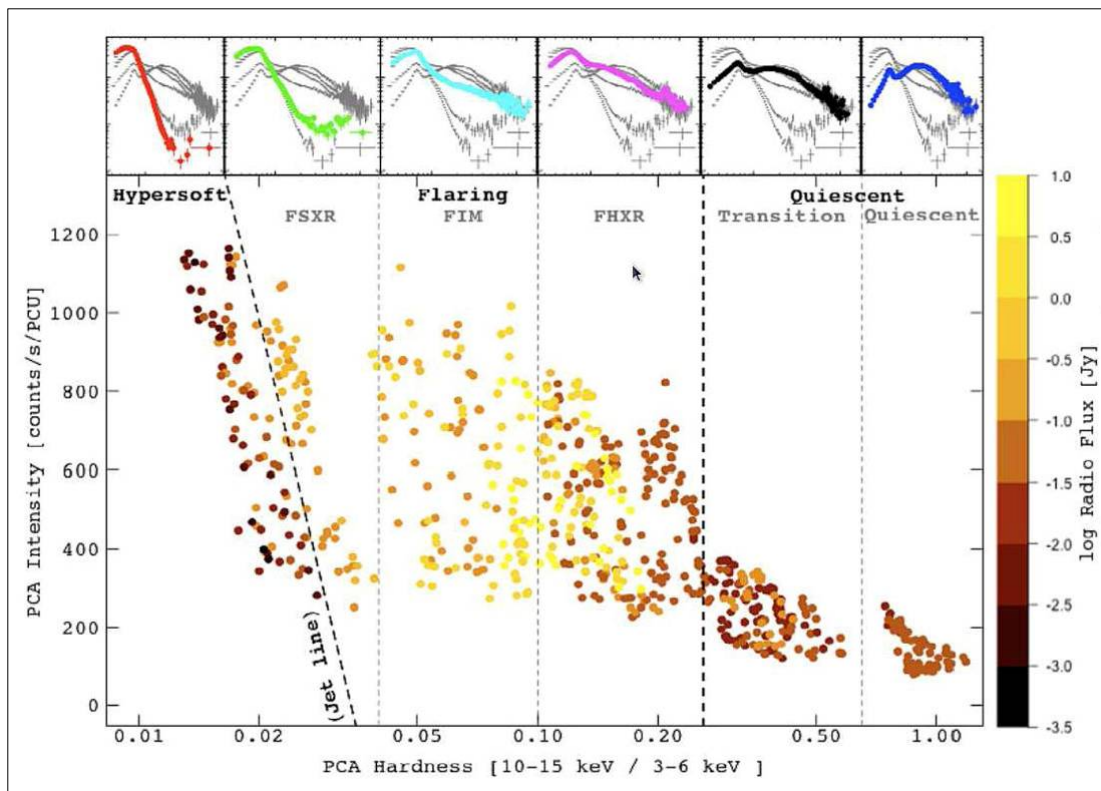 Hypersoft Flaring Quiescent
FSXR FIM FHXR Transition Quiescent
1200
1000
800
600
400
200
0
PCA Intensity [counts/s/PCU]
(Jet line)
0.01 0.02 0.05 0.10 0.20 0.50 1.00
PCA Hardness [10-15 keV / 3-6 keV ]
1.0
0.5
0.0
-0.5
-1.0
-1.5
-2.0
-2.5
-3.0
-3.5
log Radio Flux [Jy]